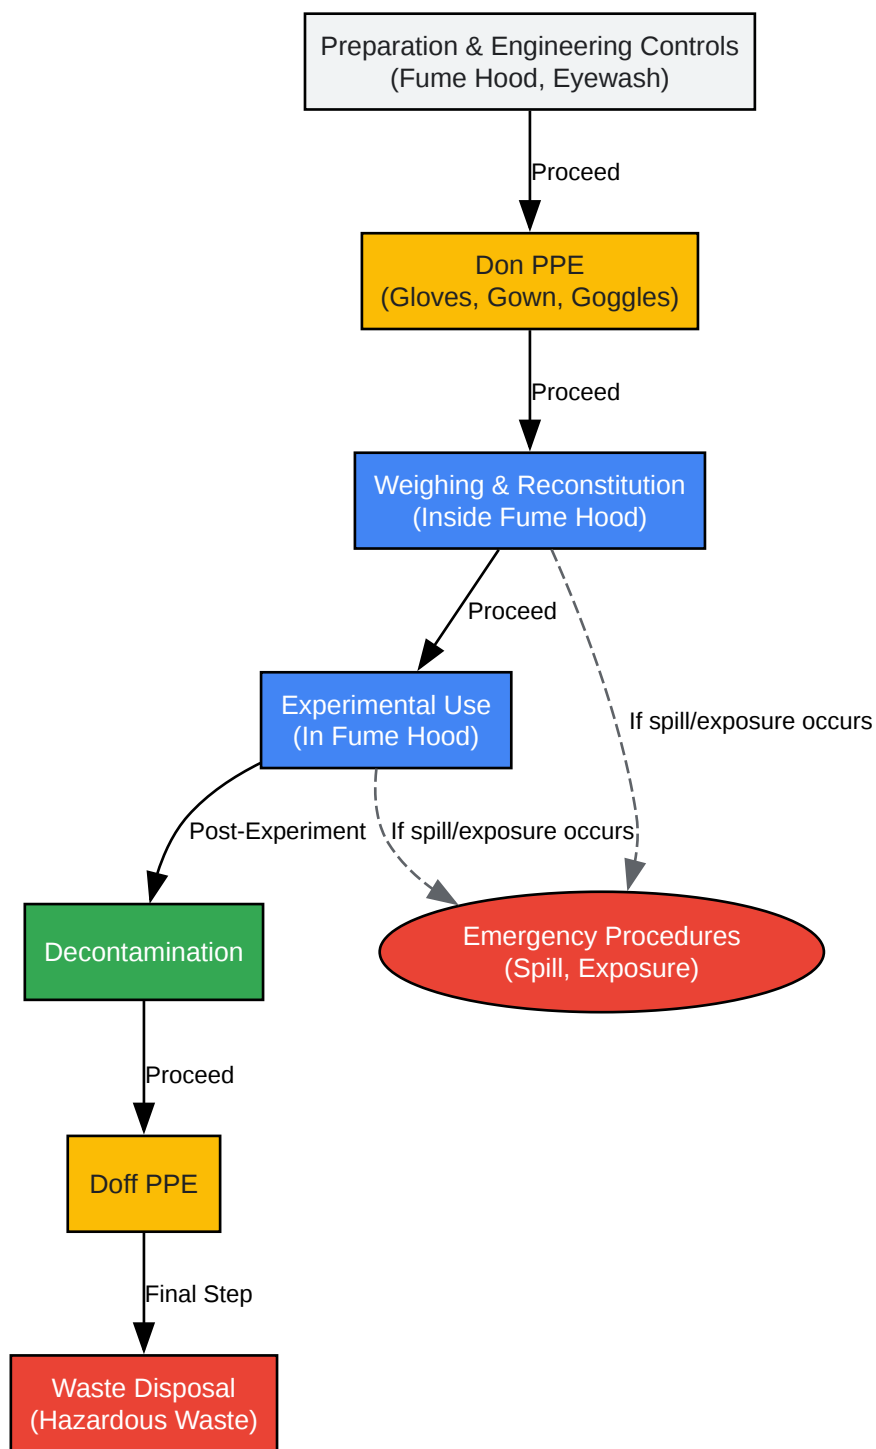 Preparation & Engineering Controls
(Fume Hood, Eyewash)
Proceed
Don PPE
(Gloves, Gown, Goggles)
Proceed
Weighing & Reconstitution
(Inside Fume Hood)
Proceed
Experimental Use
(In Fume Hood)
If spill/exposure occurs
Post-Experiment
If spill/exposure occurs
Decontamination
Emergency Procedures
(Spill, Exposure)
Proceed
Doff PPE
Final Step
Waste Disposal
(Hazardous Waste)